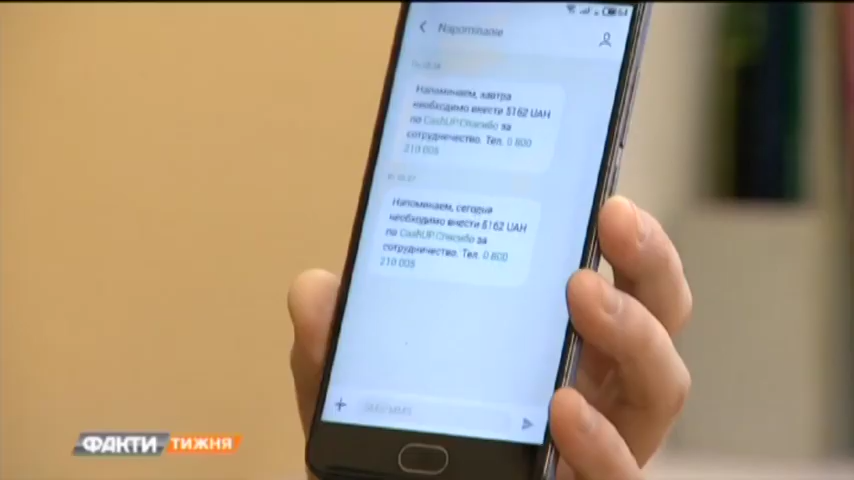 Napominanie
Напоминаем, завтра
необходимо внести 5162 UAH
по CashUP.Спасибо за
сотрудничество. Тел. 0 800
210 005
Напоминаем, сегодня
необходимо внести 5162 UAH
по CashUP.Спасибо за
сотрудничество. Тел. 0 800
210 005
ФАКТИ ТИЖНЯ